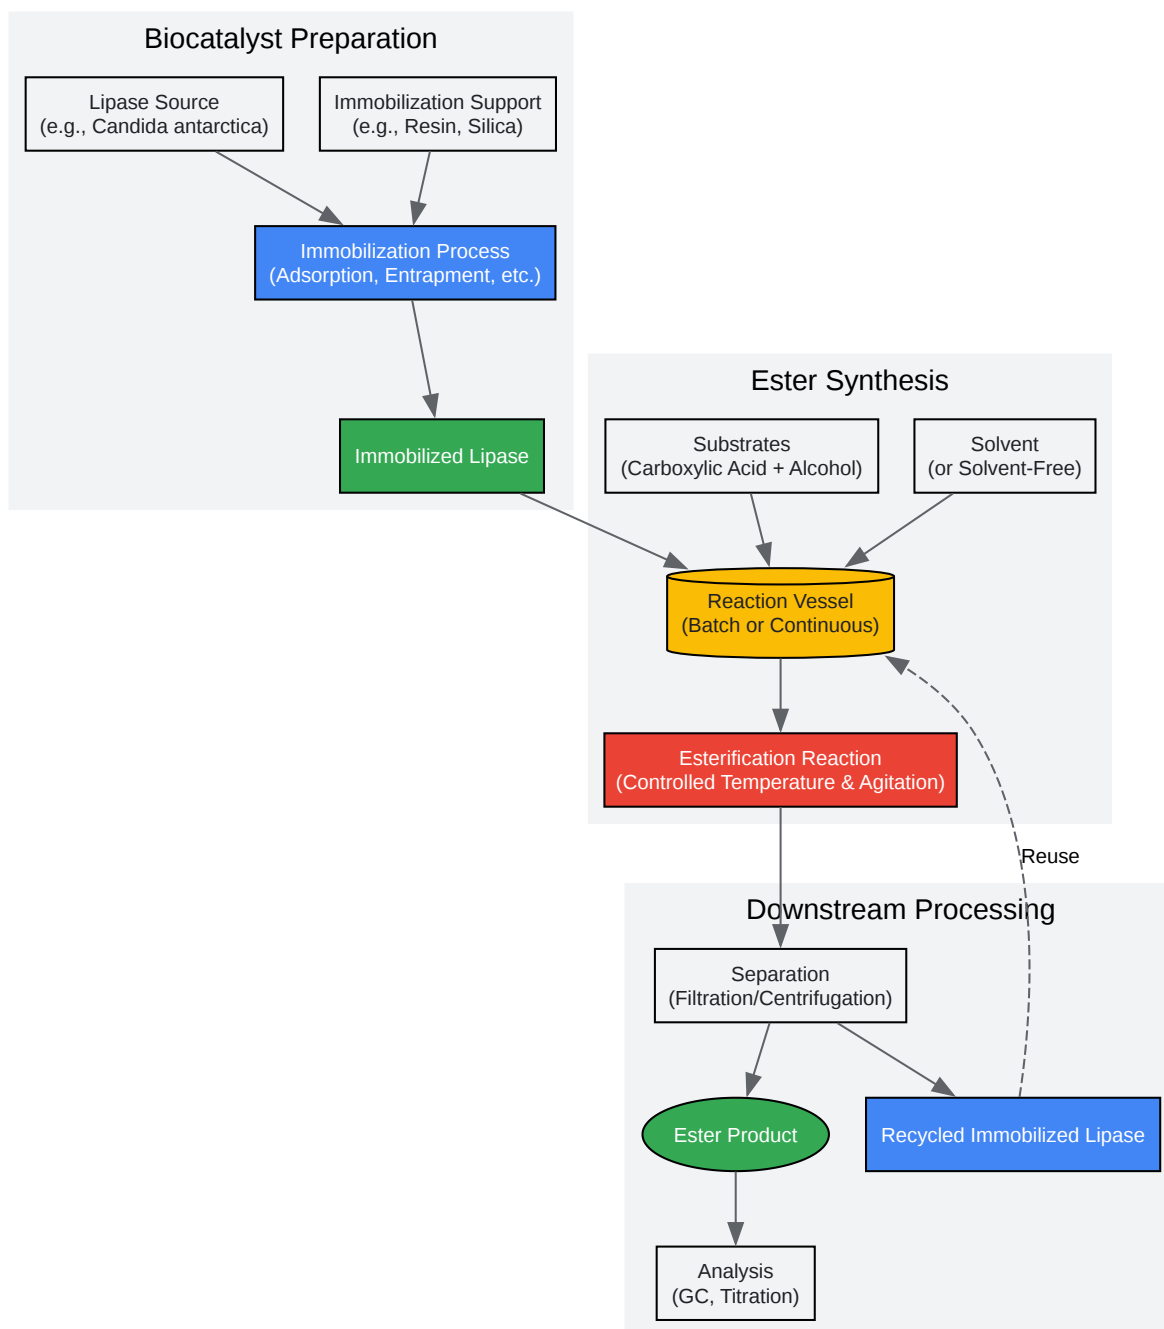 Biocatalyst Preparation
Lipase Source
(e.g., Candida antarctica)
Immobilization Support
(e.g., Resin, Silica)
Immobilization Process
(Adsorption, Entrapment, etc.)
Immobilized Lipase
Ester Synthesis
Substrates
(Carboxylic Acid + Alcohol)
Solvent
(or Solvent-Free)
Reaction Vessel
(Batch or Continuous)
Esterification Reaction
(Controlled Temperature & Agitation)
Reuse
Downstream Processing
Separation
(Filtration/Centrifugation)
Ester Product
Recycled Immobilized Lipase
Analysis
(GC, Titration)